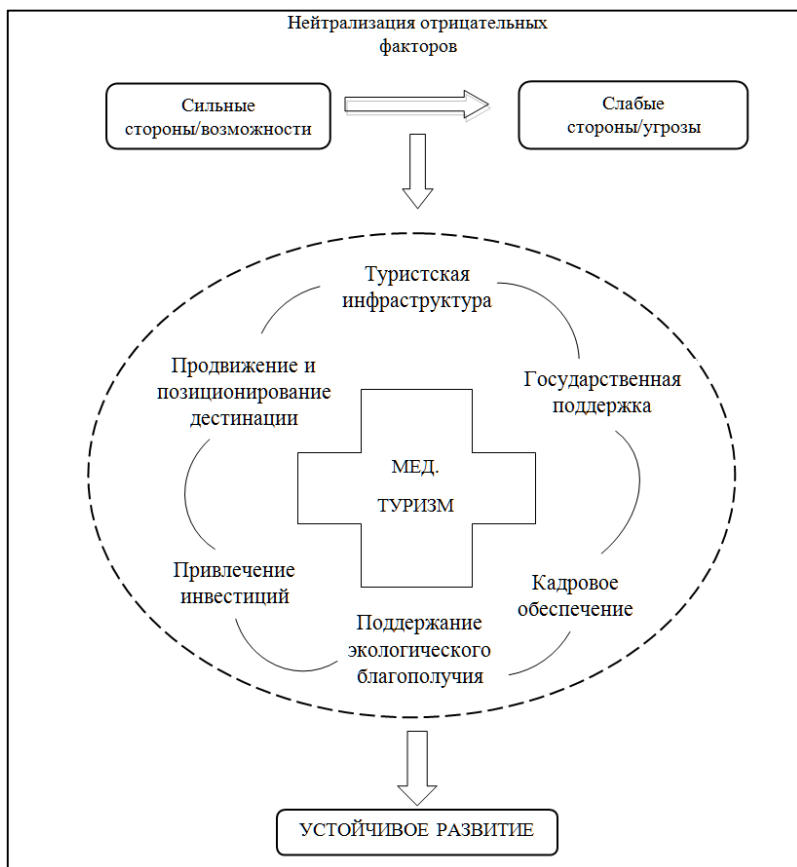 Нейтрализация отрицательных
факторов
Сильные
стороны/возможности
Слабые
стороны/угрозы
Туристская
инфраструктура
Продвижение и
позиционирование
дестинации
Государственная
поддержка
МЕД.
ТУРИЗМ
Привлечение
инвестиций
Кадровое
обеспечение
Поддержание
экологического
благополучия
УСТОЙЧИВОЕ РАЗВИТИЕ